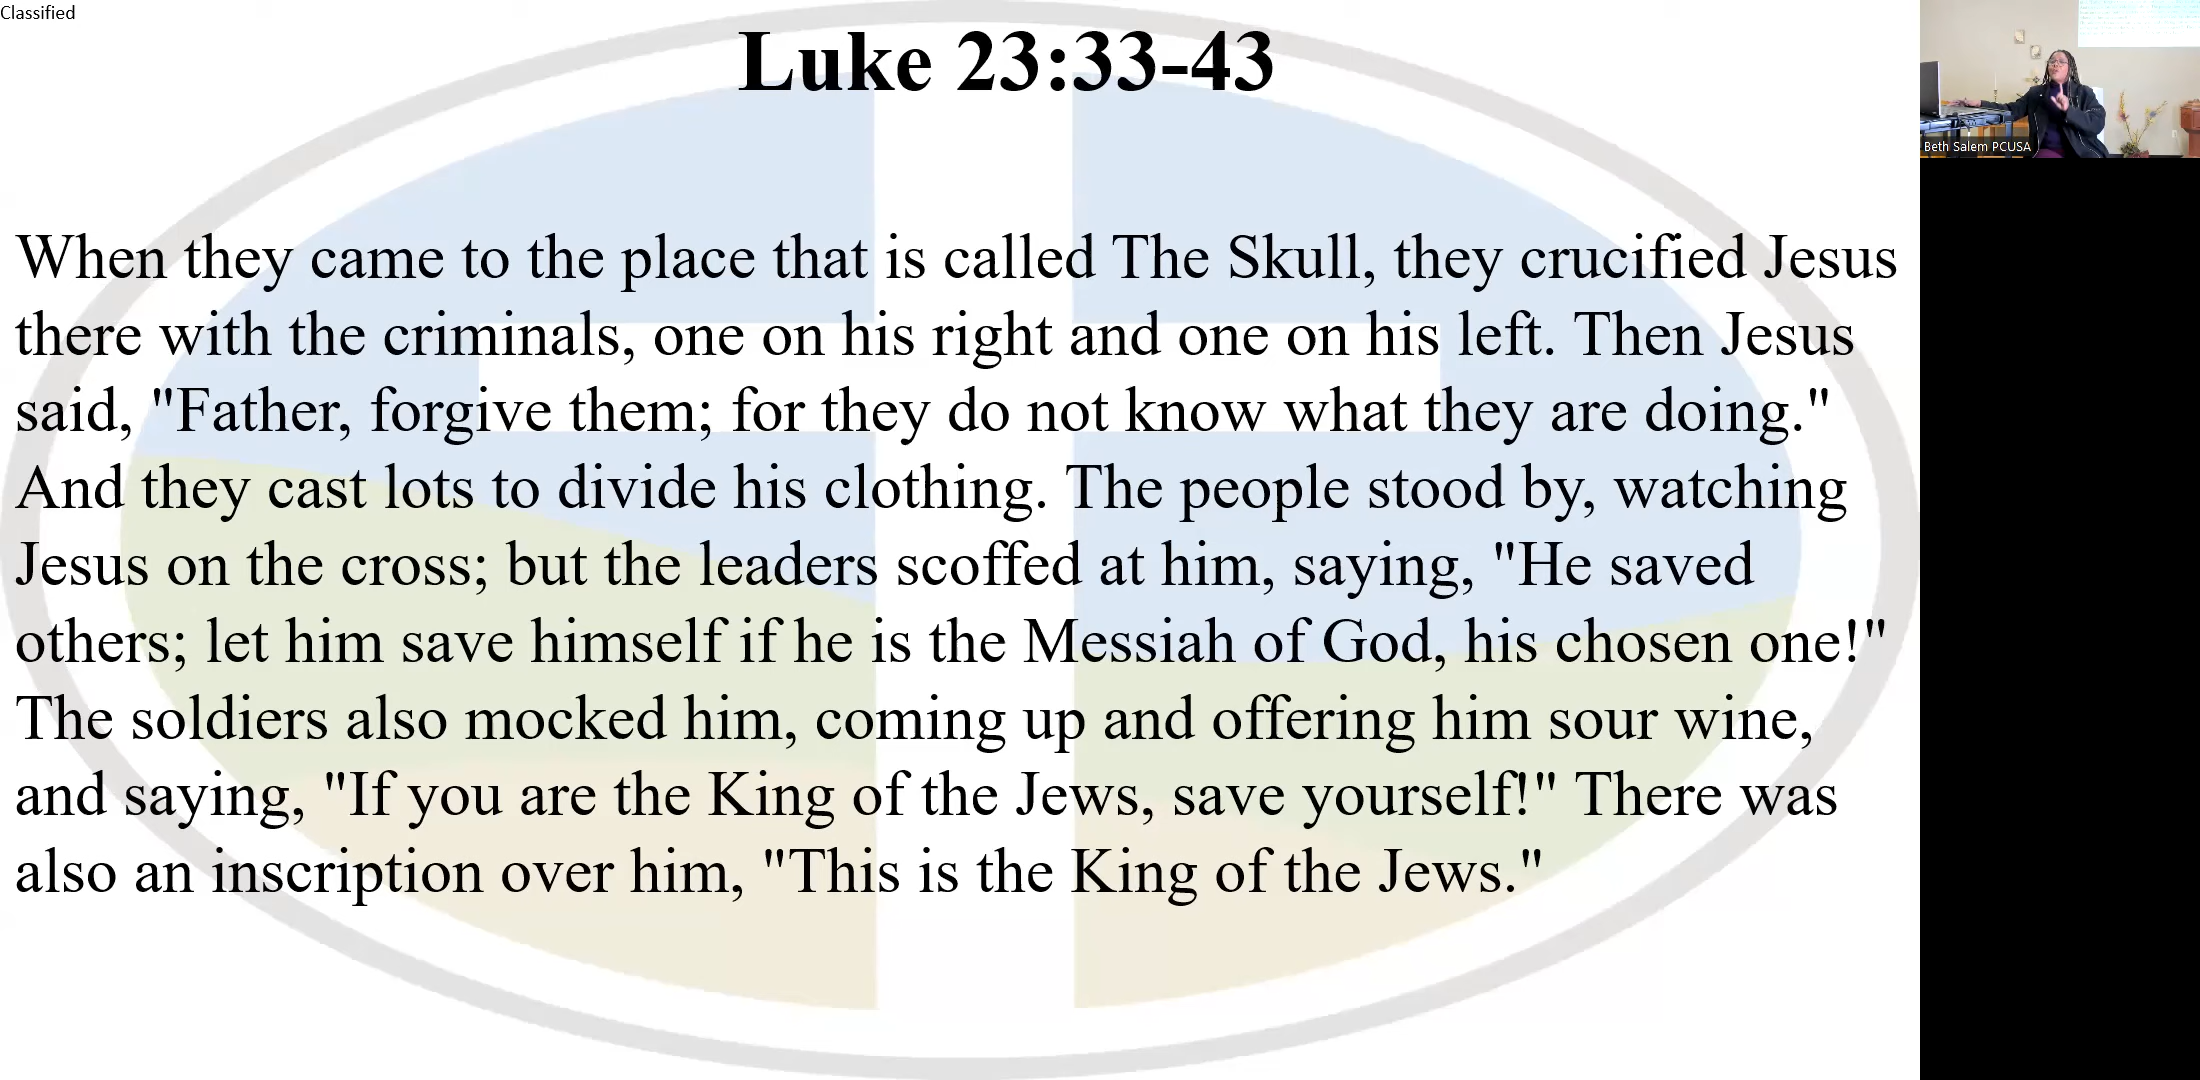 Classified
Luke 23:33-43
When they came to the place that is called The Skull, they crucified Jesus
there with the criminals, one on his right and one on his left. Then Jesus
said, "Father, forgive them; for they do not know what they are doing."
And they cast lots to divide his clothing. The people stood by, watching
Jesus on the cross; but the leaders scoffed at him, saying, "He saved
others; let him save himself if he is the Messiah of God, his chosen one!"
The soldiers also mocked him, coming up and offering him sour wine,
and saying, "If you are the King of the Jews, save yourself!" There was
also an inscription over him, "This is the King of the Jews."
Beth Salem PCUSA